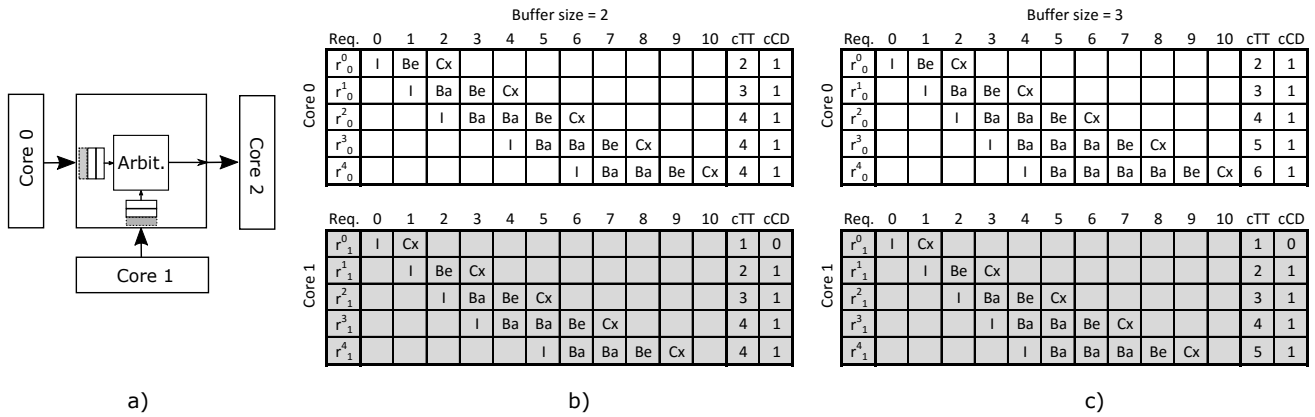 Core 0
Arbit.
Core 2
Core 1
a)
Buffer size = 2
Req. 0 1 2 3 4 5 6 7 8 9 10 cTT cCD
Core 0
r⁰₀ I Be Cx 2 1
r¹₀ I Ba Be Cx 3 1
r²₀ I Ba Ba Be Cx 4 1
r³₀ I Ba Ba Be Cx 4 1
r⁴₀ I Ba Ba Be Cx 4 1
Req. 0 1 2 3 4 5 6 7 8 9 10 cTT cCD
Core 1
r⁰₁ I Cx 1 0
r¹₁ I Be Cx 2 1
r²₁ I Ba Be Cx 3 1
r³₁ I Ba Ba Be Cx 4 1
r⁴₁ I Ba Ba Be Cx 4 1
b)
Buffer size = 3
Req. 0 1 2 3 4 5 6 7 8 9 10 cTT cCD
Core 0
r⁰₀ I Be Cx 2 1
r¹₀ I Ba Be Cx 3 1
r²₀ I Ba Ba Be Cx 4 1
r³₀ I Ba Ba Ba Be Cx 5 1
r⁴₀ I Ba Ba Ba Ba Be Cx 6 1
Req. 0 1 2 3 4 5 6 7 8 9 10 cTT cCD
Core 1
r⁰₁ I Cx 1 0
r¹₁ I Be Cx 2 1
r²₁ I Ba Be Cx 3 1
r³₁ I Ba Ba Be Cx 4 1
r⁴₁ I Ba Ba Ba Be Cx 5 1
c)